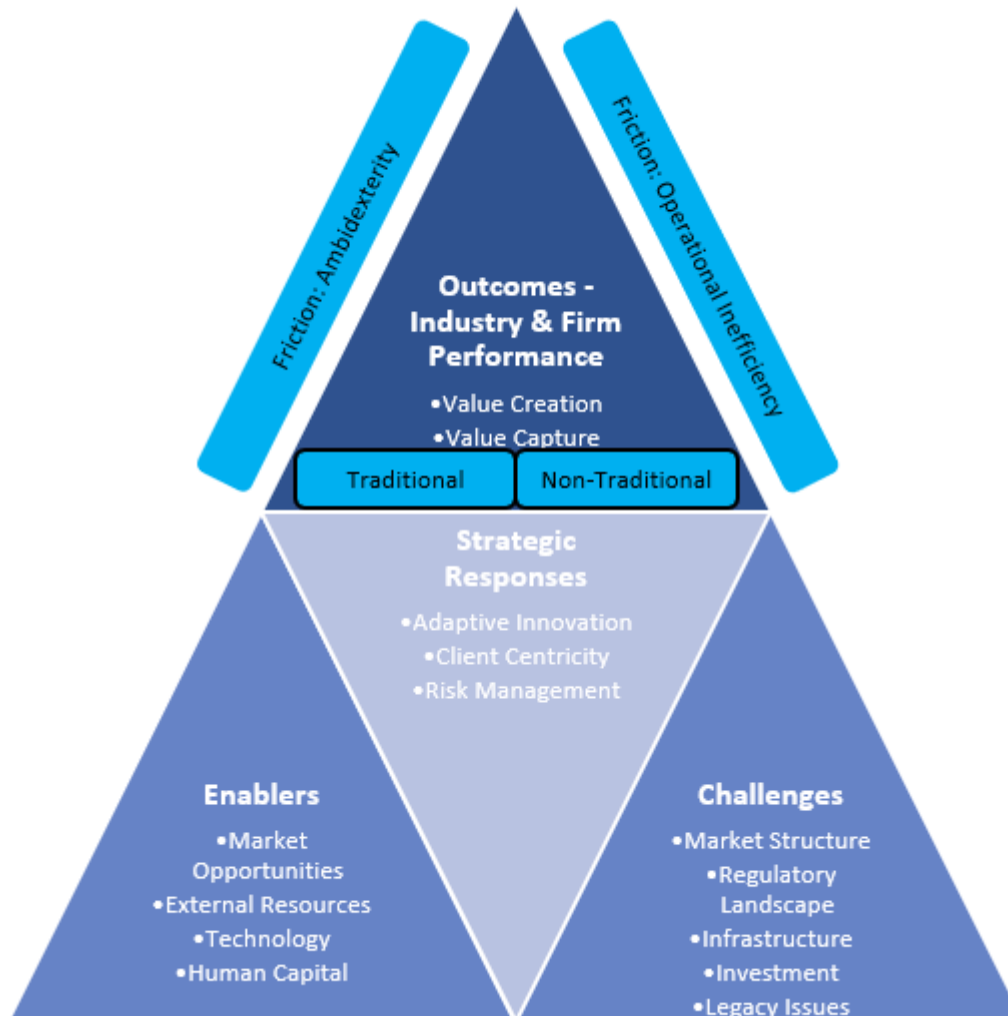 Friction: Ambidexterity
Friction: Operational Inefficiency
Outcomes -
Industry & Firm
Performance
•Value Creation
•Value Capture
Traditional
Non-Traditional
Strategic
Responses
•Adaptive Innovation
•Client Centricity
•Risk Management
Enablers
•Market
Opportunities
•External Resources
•Technology
•Human Capital
Challenges
•Market Structure
•Regulatory
Landscape
•Infrastructure
•Investment
•Legacy Issues